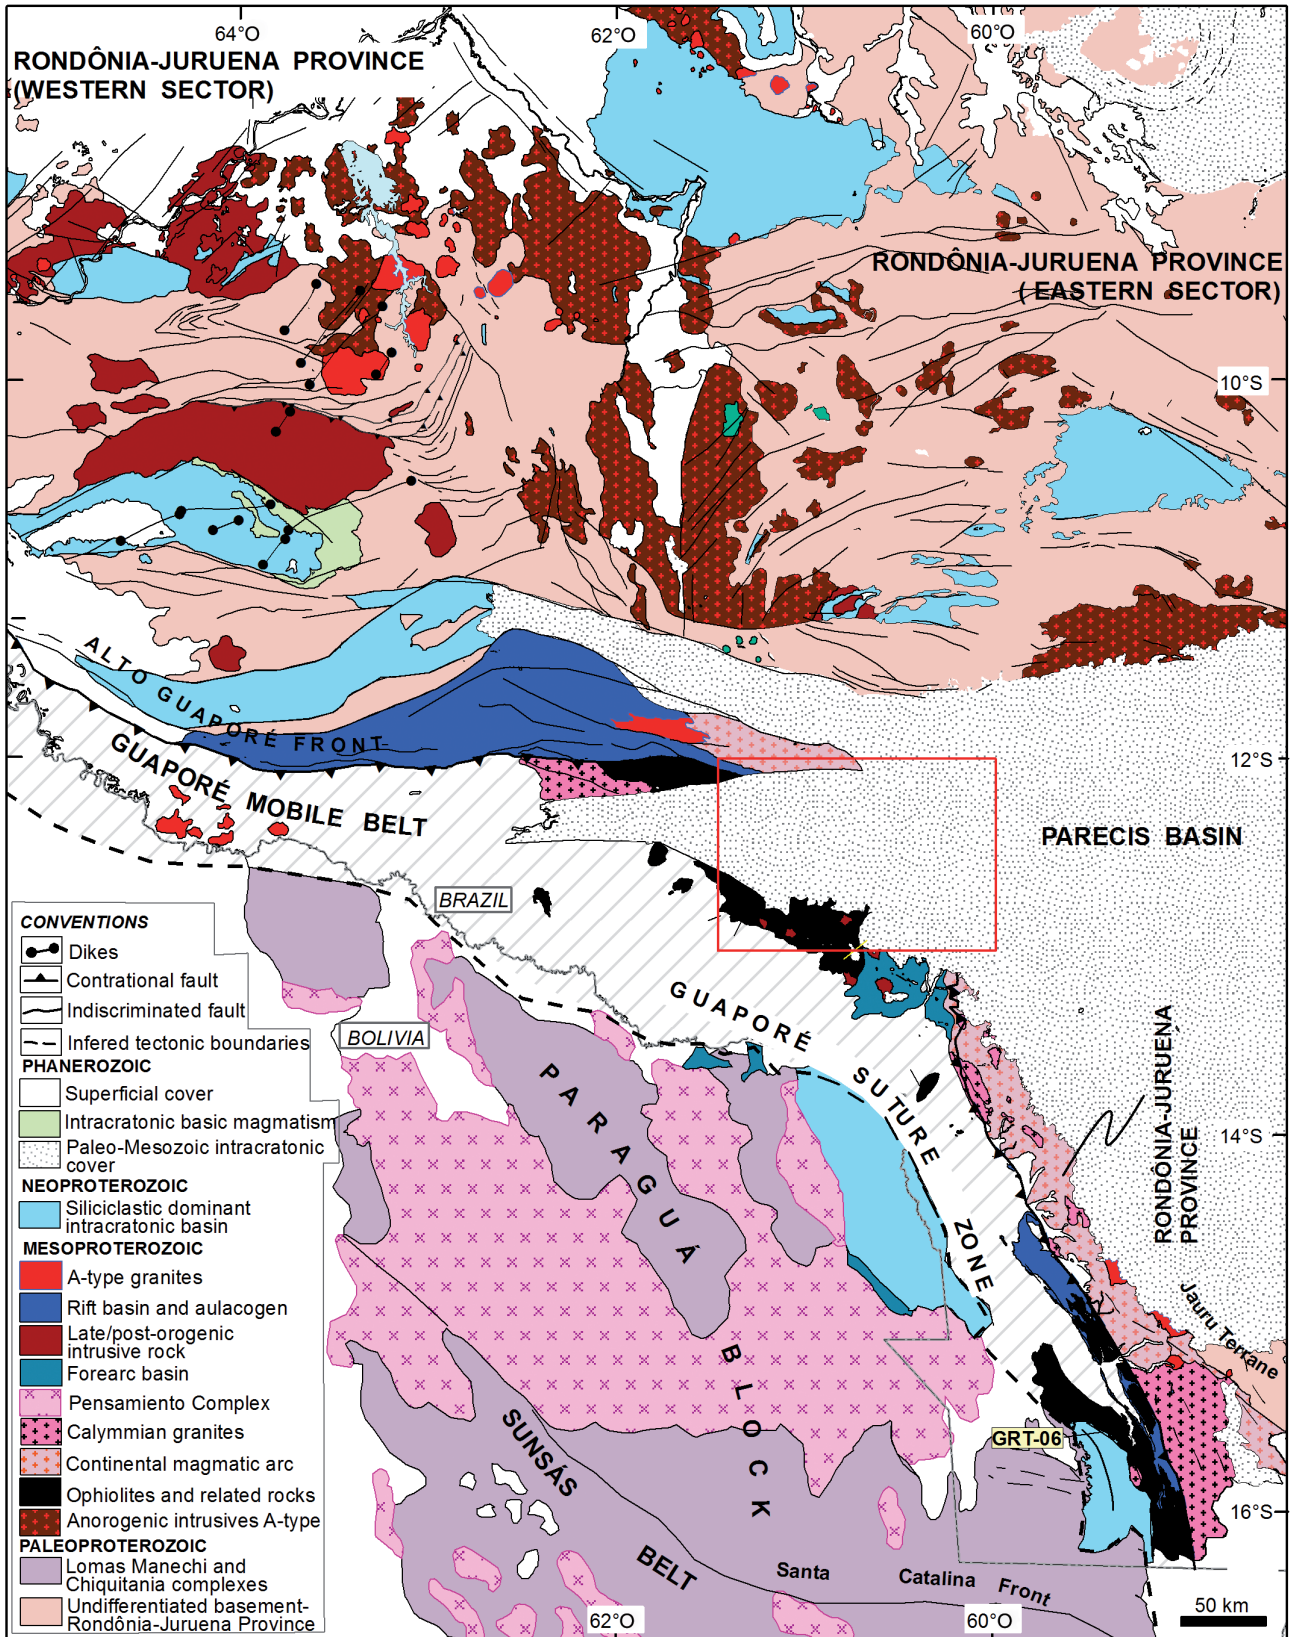 64°O
62°O
60°O
RONDÔNIA-JURUENA PROVINCE
(WESTERN SECTOR)
RONDÔNIA-JURUENA PROVINCE
(EASTERN SECTOR)
10°S
ALTO GUAPORÉ FRONT
GUAPORÉ MOBILE BELT
12°S
PARECIS BASIN
BRAZIL
BOLIVIA
GUAPORÉ
SUTURE
ZONE
PARAGUÁ
BLOCK
RONDÔNIA-JURUENA
PROVINCE
14°S
Jauru Terrane
GRT-06
SUNSÁS
BELT
Santa Catalina Front
16°S
62°O
60°O
50 km
CONVENTIONS
Dikes
Contrational fault
Indiscriminated fault
Infered tectonic boundaries
PHANEROZOIC
Superficial cover
Intracratonic basic magmatism
Paleo-Mesozoic intracratonic
cover
NEOPROTEROZOIC
Siliciclastic dominant
intracratonic basin
MESOPROTEROZOIC
A-type granites
Rift basin and aulacogen
Late/post-orogenic
intrusive rock
Forearc basin
Pensamiento Complex
Calymmian granites
Continental magmatic arc
Ophiolites and related rocks
Anorogenic intrusives A-type
PALEOPROTEROZOIC
Lomas Manechi and
Chiquitania complexes
Undifferentiated basement-
Rondônia-Juruena Province